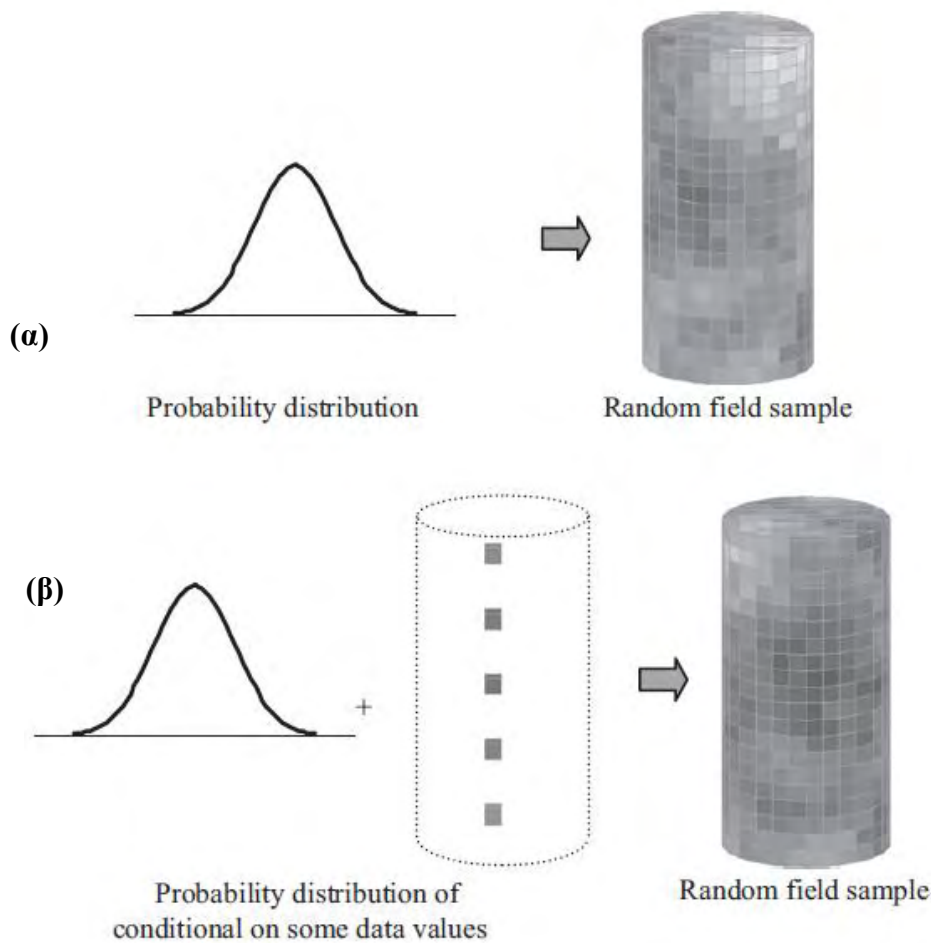 (α)
Probability distribution
Random field sample
(β)
+
Probability distribution of
conditional on some data values
Random field sample